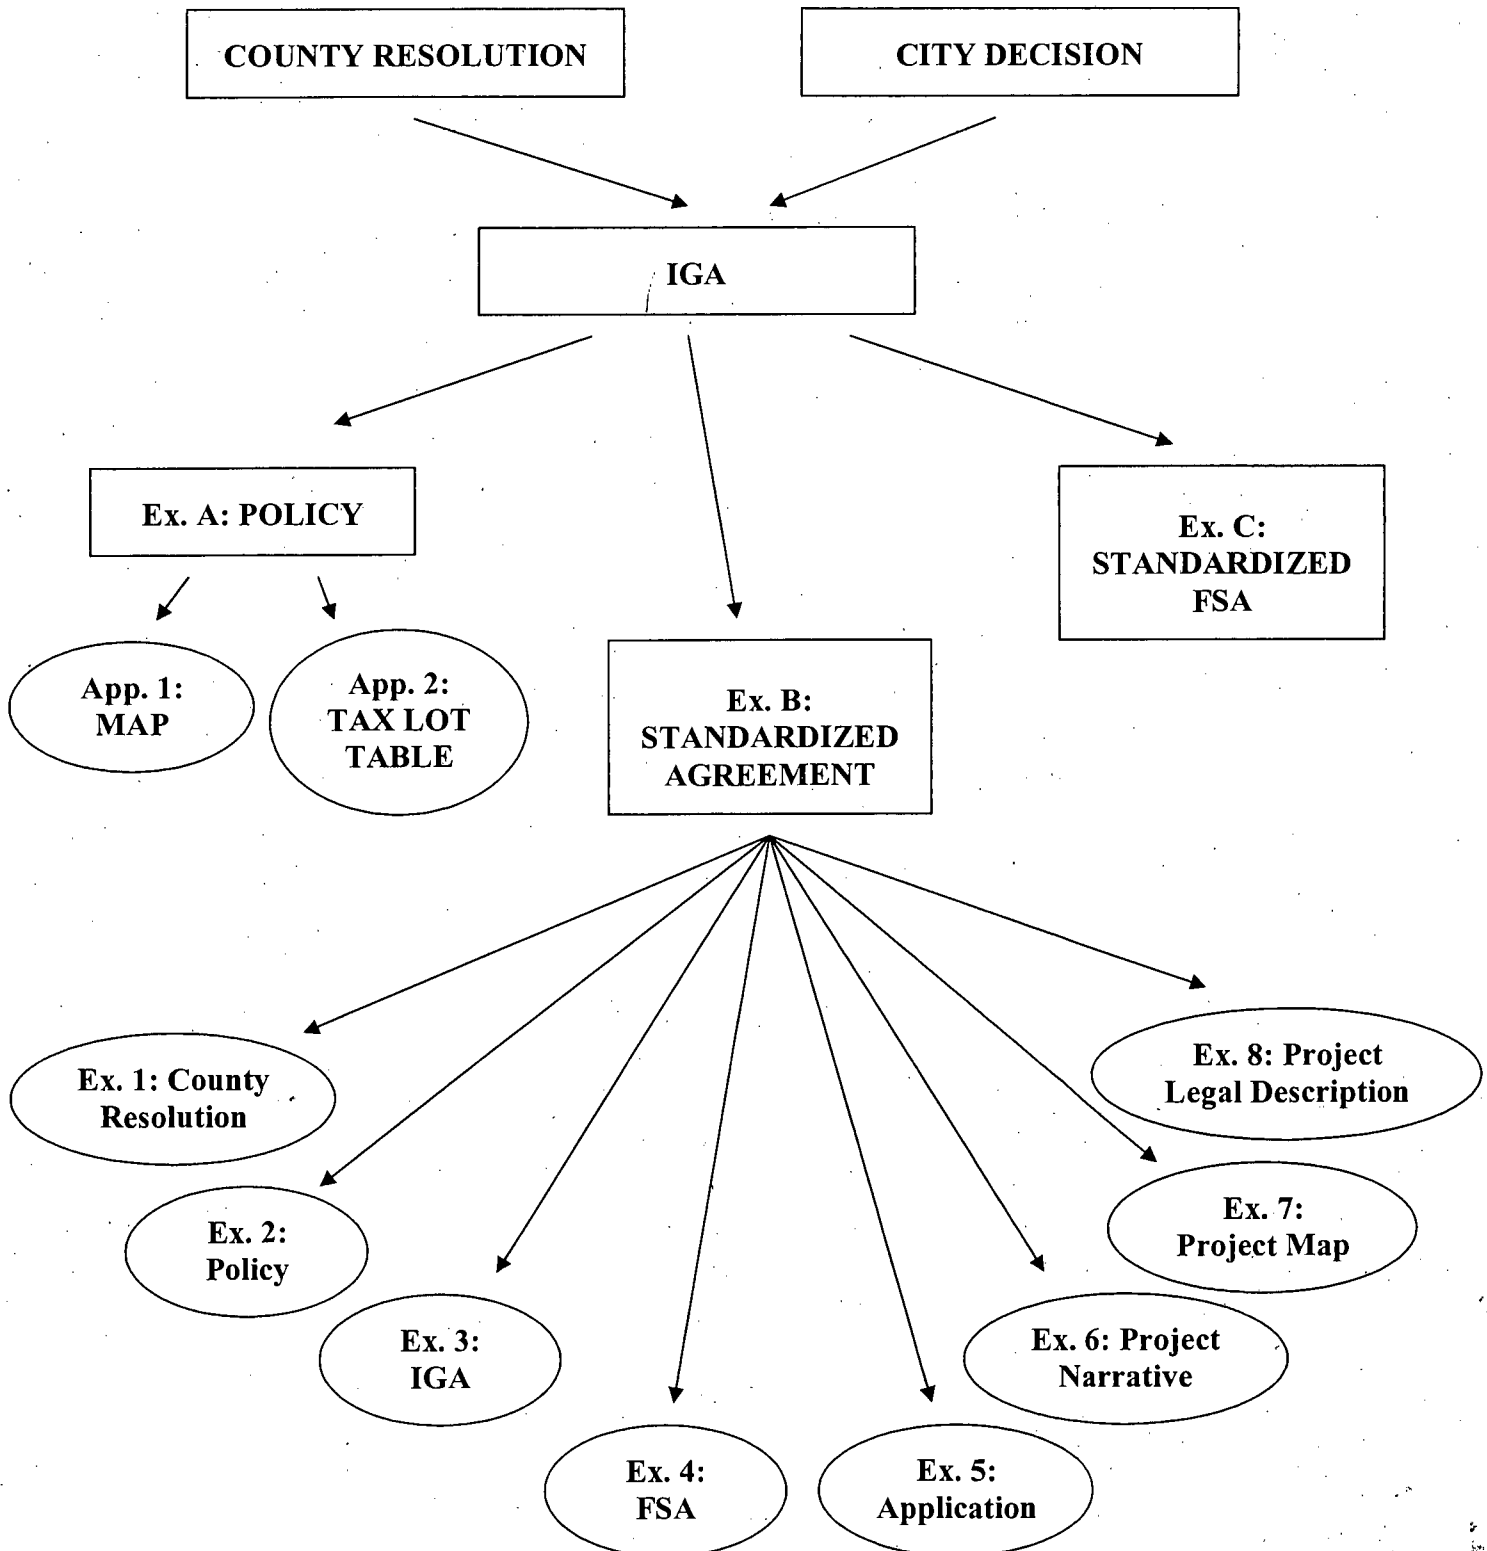 COUNTY RESOLUTION
CITY DECISION
IGA
Ex. A: POLICY
Ex. C:
STANDARDIZED
FSA
App. 1:
MAP
App. 2:
TAX LOT
TABLE
Ex. B:
STANDARDIZED
AGREEMENT
Ex. 1: County
Resolution
Ex. 8: Project
Legal Description
Ex. 2:
Policy
Ex. 7:
Project Map
Ex. 3:
IGA
Ex. 6: Project
Narrative
Ex. 4:
FSA
Ex. 5:
Application